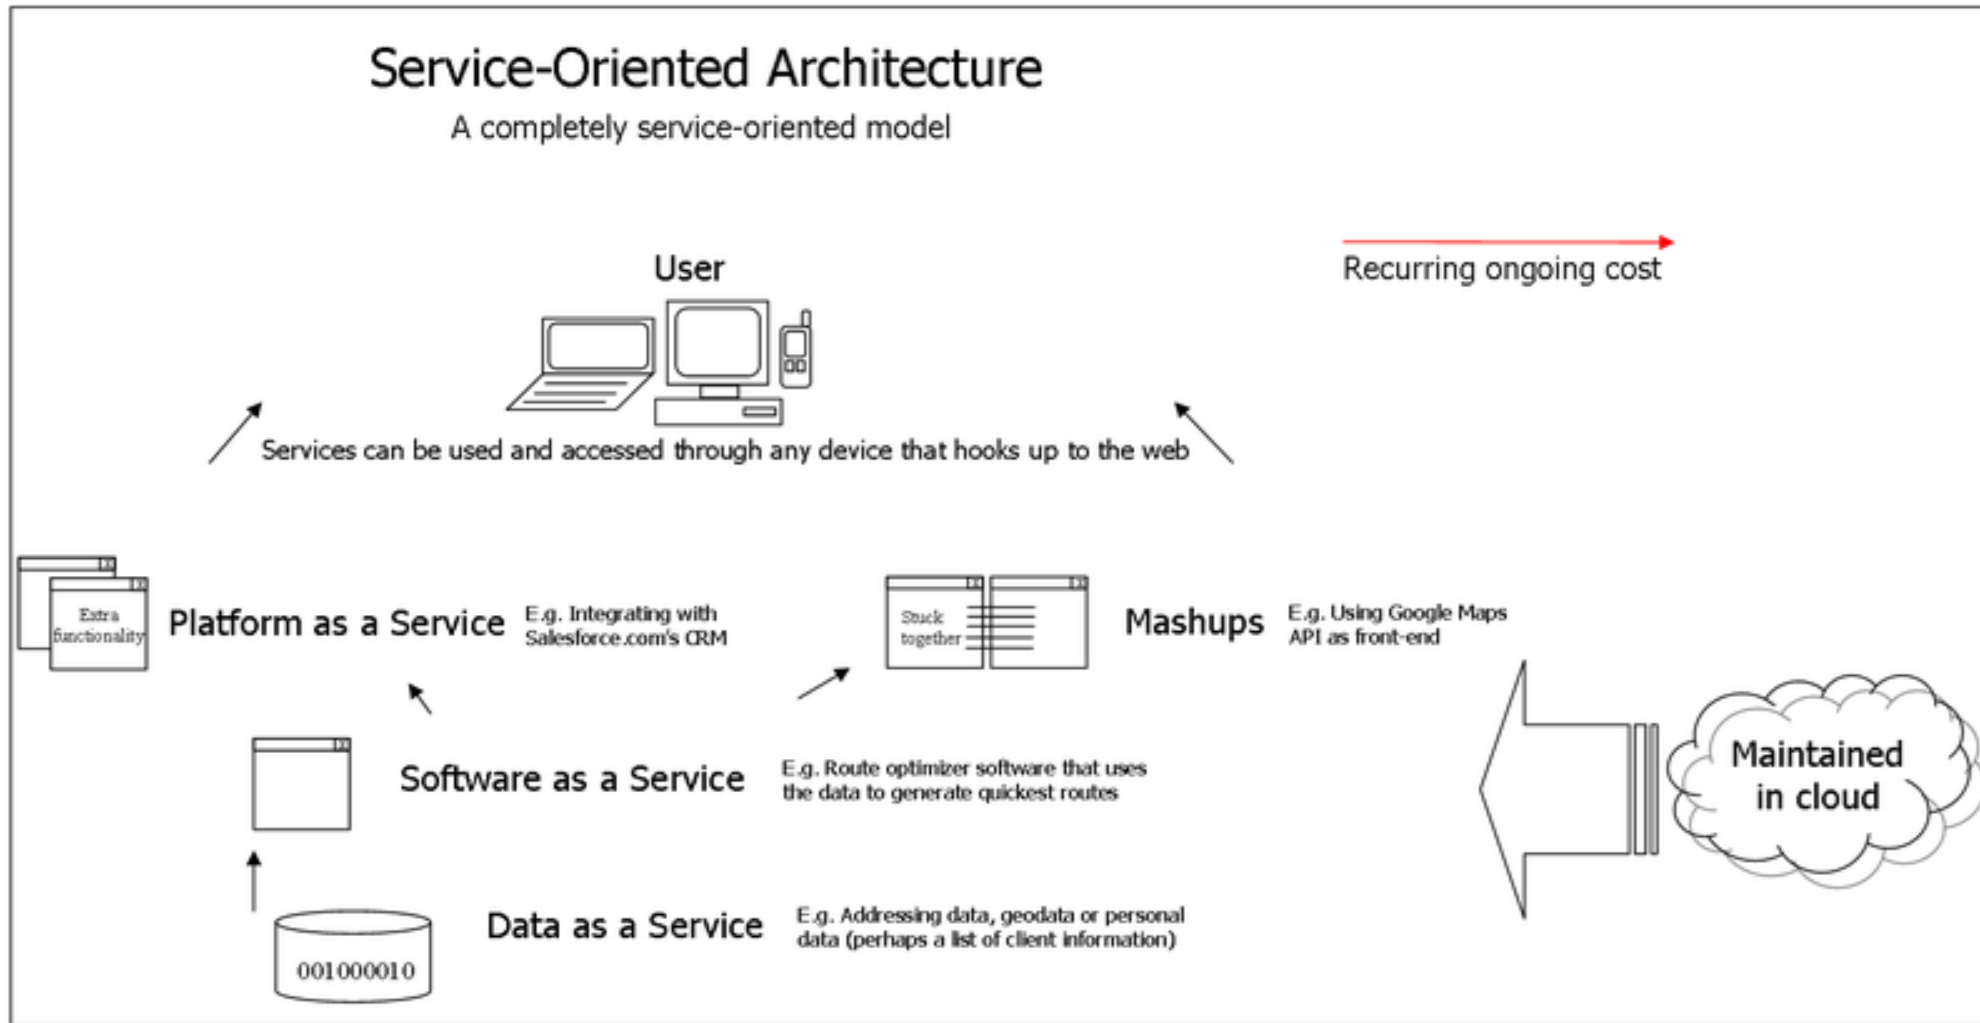 Service-Oriented Architecture
A completely service-oriented model
User
Recurring ongoing cost
Services can be used and accessed through any device that hooks up to the web
Extra
functionality
Platform as a Service
E.g. Integrating with
Salesforce.com's CRM
Stuck
together
Mashups
E.g. Using Google Maps
API as front-end
Software as a Service
E.g. Route optimizer software that uses
the data to generate quickest routes
Maintained
in cloud
Data as a Service
E.g. Addressing data, geodata or personal
data (perhaps a list of client information)
001000010